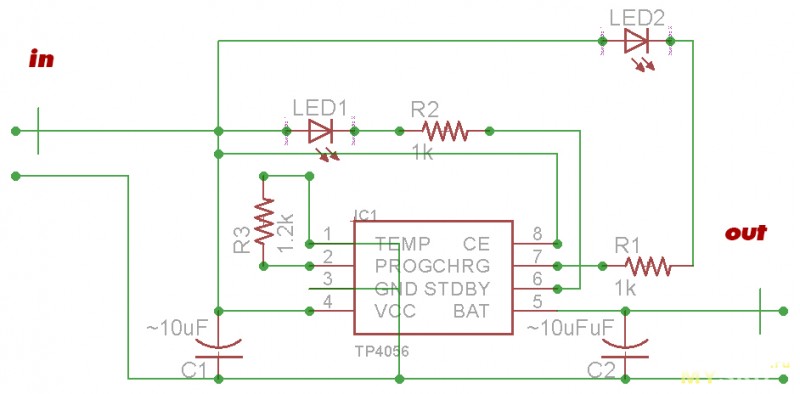 LED2
in
LED1
R2
1k
R3
1.2k
IC1
1
TEMP
CE
8
out
2
PROG
CHRG
7
R1
1k
3
GND
STDBY
6
4
VCC
BAT
5
~10uF
~10uFuF
TP4056
C1
C2